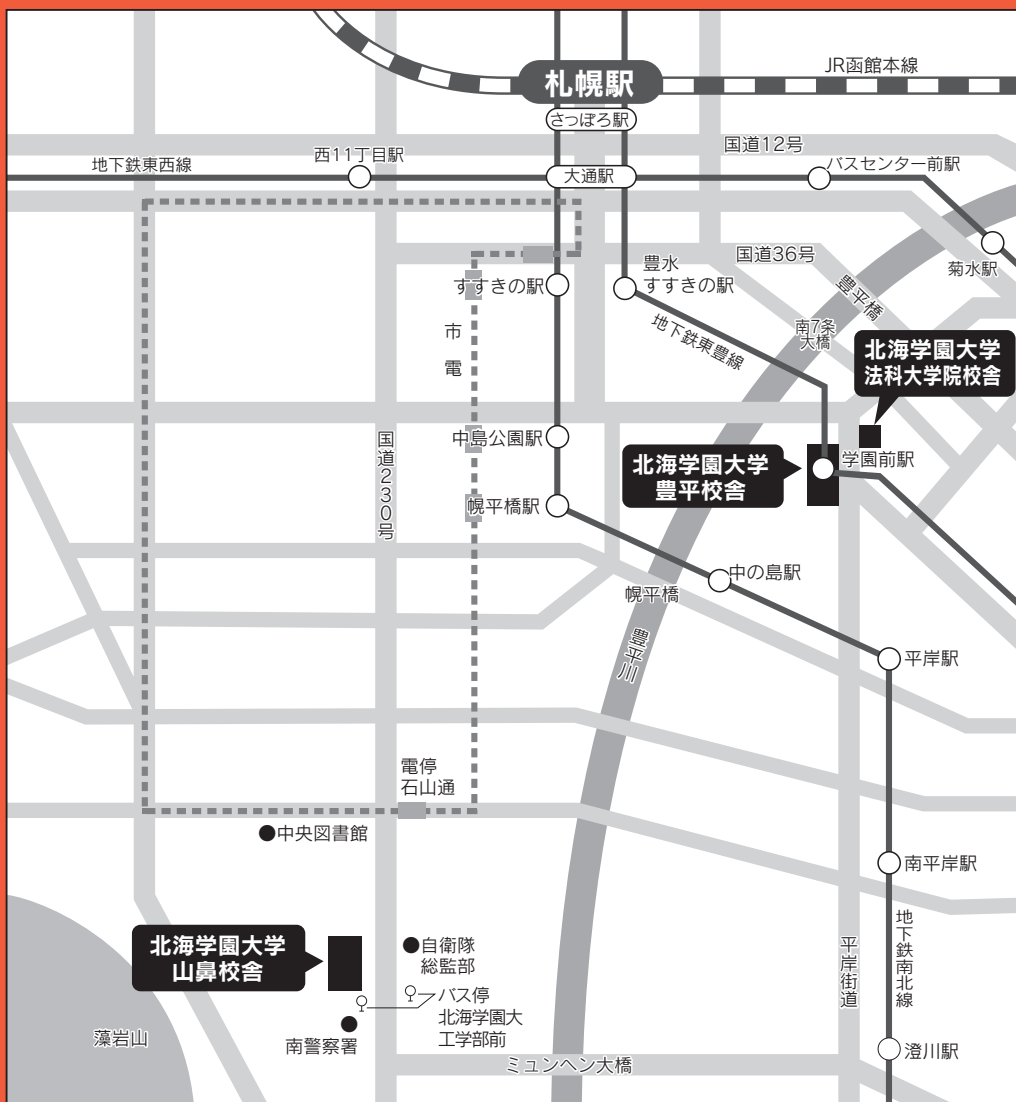 JR函館本線
札幌駅
さっぽろ駅
国道12号
地下鉄東西線
西11丁目駅
大通駅
バスセンター前駅
国道36号
菊水駅
豊水
すすきの駅
すすきの駅
豊平橋
南7条
大橋
地下鉄東豊線
市電
北海学園大学
法科大学院校舎
国道230号
中島公園駅
学園前駅
北海学園大学
豊平校舎
幌平橋駅
中の島駅
幌平橋
豊平川
平岸駅
電停
石山通
中央図書館
南平岸駅
北海学園大学
山鼻校舎
自衛隊
総監部
平岸街道
地下鉄南北線
バス停
北海学園大
工学部前
藻岩山
南警察署
澄川駅
ミュンヘン大橋